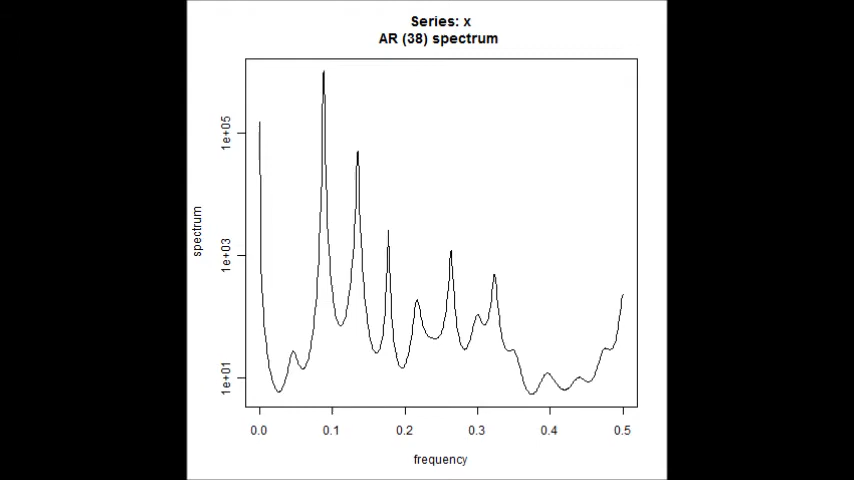 Series: x
AR (38) spectrum
1e+05
1e+03
1e+01
spectrum
0.0 0.1 0.2 0.3 0.4 0.5
frequency